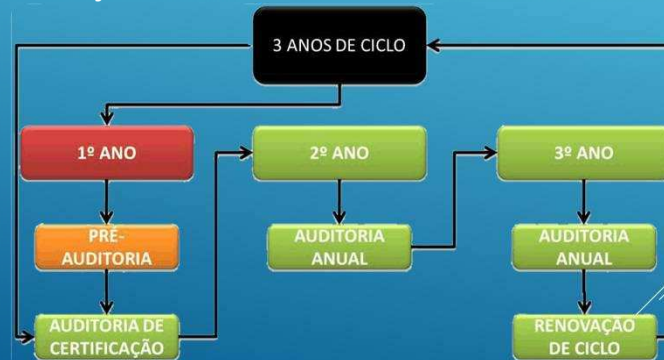 3 ANOS DE CICLO
1º ANO
2º ANO
3º ANO
PRÉ-
AUDITORIA
AUDITORIA
ANUAL
AUDITORIA
ANUAL
AUDITORIA DE
CERTIFICAÇÃO
RENOVAÇÃO
DE CICLO